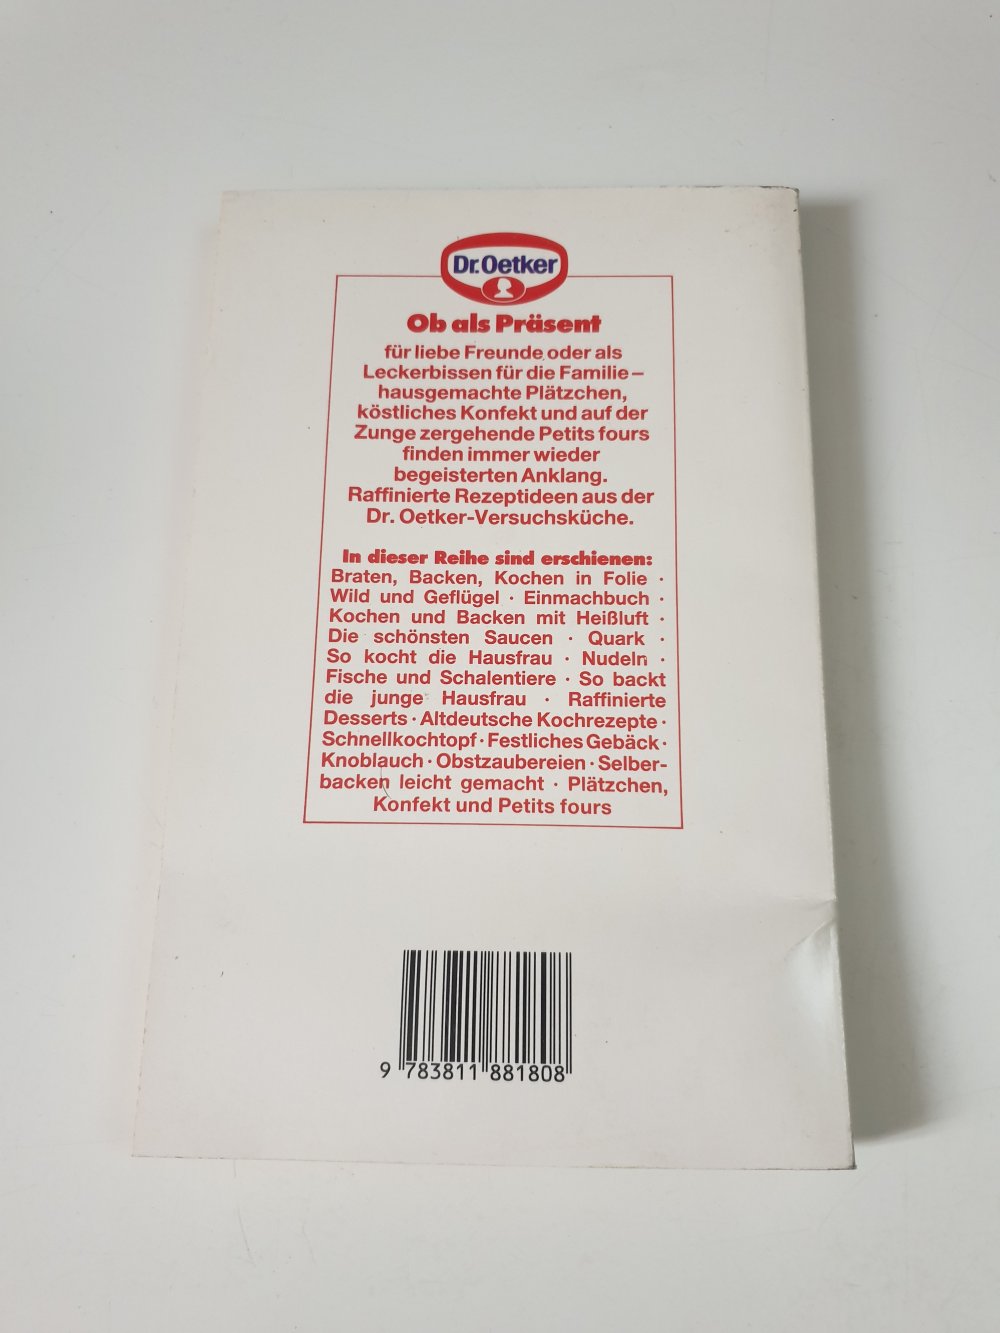 Dr. Oetker
Ob als Präsent
für liebe Freunde oder als
Leckerbissen für die Familie –
hausgemachte Plätzchen,
köstliches Konfekt und auf der
Zunge zergehende Petits fours
finden immer wieder
begeisterten Anklang.
Raffinierte Rezeptideen aus der
Dr. Oetker-Versuchsküche.
In dieser Reihe sind erschienen:
Braten, Backen, Kochen in Folie ·
Wild und Geflügel · Einmachbuch ·
Kochen und Backen mit Heißluft ·
Die schönsten Saucen · Quark ·
So kocht die Hausfrau · Nudeln ·
Fische und Schalentiere · So backt
die junge Hausfrau · Raffinierte
Desserts · Altdeutsche Kochrezepte ·
Schnellkochtopf · Festliches Gebäck ·
Knoblauch · Obstzaubereien · Selber-
backen leicht gemacht · Plätzchen,
Konfekt und Petits fours
9 783811 881808